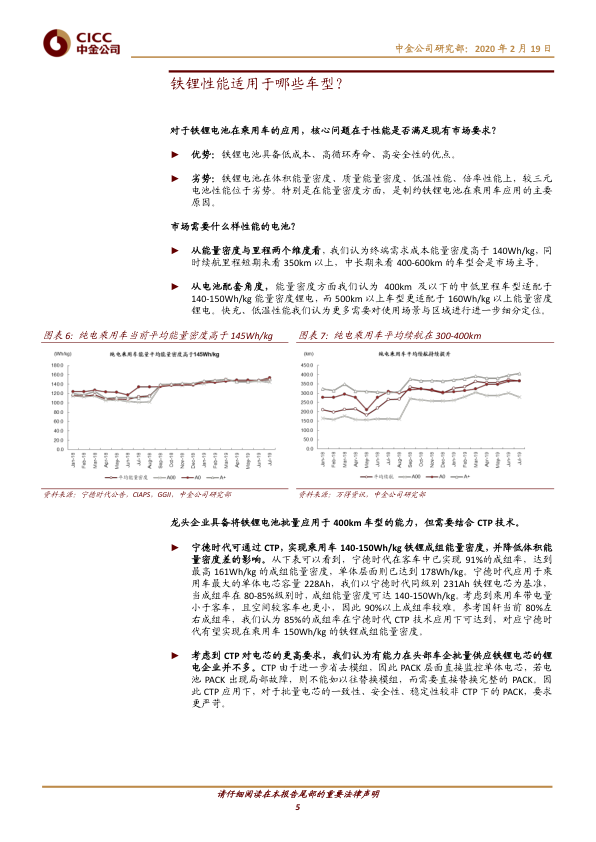 CICC
中金公司
中金公司研究部：2020 年 2 月 19 日
铁锂性能适用于哪些车型？
对于铁锂电池在乘用车的应用，核心问题在于性能是否满足现有市场要求？
► 优势：铁锂电池具备低成本、高循环寿命、高安全性的优点。
► 劣势：铁锂电池在体积能量密度、质量能量密度、低温性能、倍率性能上，较三元
电池性能位于劣势。特别是在能量密度方面，是制约铁锂电池在乘用车应用的主要
原因。
市场需要什么样性能的电池？
► 从能量密度与里程两个维度看，我们认为终端需求成本能量密度高于 140Wh/kg，同
时续航里程短期来看 350km 以上，中长期来看 400-600km 的车型会是市场主导。
► 从电池配套角度，能量密度方面我们认为 400km 及以下的中低里程车型适配于
140-150Wh/kg 能量密度锂电，而 500km 以上车型更适配于 160Wh/kg 以上能量密度
锂电。快充、低温性能我们认为更多需要对使用场景与区域进行进一步细分定位。
图表 6: 纯电乘用车当前平均能量密度高于 145Wh/kg
图表 7: 纯电乘用车平均续航在 300-400km
(Wh/kg)
纯电乘用车能量平均能量密度高于145Wh/kg
180.0
160.0
140.0
120.0
100.0
80.0
60.0
40.0
20.0
0.0
Jan-18 Feb-18 Mar-18 Apr-18 May-18 Jun-18 Jul-18 Aug-18 Sep-18 Oct-18 Nov-18 Dec-18 Jan-19 Feb-19 Mar-19 Apr-19 May-19 Jun-19 Jul-19
平均能量密度 A00 A0 A+
(km)
纯电乘用车平均续航持续提升
450.0
400.0
350.0
300.0
250.0
200.0
150.0
100.0
50.0
0.0
Jan-18 Feb-18 Mar-18 Apr-18 May-18 Jun-18 Jul-18 Aug-18 Sep-18 Oct-18 Nov-18 Dec-18 Jan-19 Feb-19 Mar-19 Apr-19 May-19 Jun-19 Jul-19
平均续航 A00 A0 A+
资料来源：宁德时代公告，CIAPS，GGII，中金公司研究部
资料来源：万得资讯，中金公司研究部
龙头企业具备将铁锂电池批量应用于 400km 车型的能力，但需要结合 CTP 技术。
► 宁德时代可通过 CTP，实现乘用车 140-150Wh/kg 铁锂成组能量密度，并降低体积能
量密度差的影响。从下表可以看到，宁德时代在客车中已实现 91%的成组率，达到
最高 161Wh/kg 的成组能量密度，单体层面则已达到 178Wh/kg。宁德时代应用于乘
用车最大的单体电芯容量 228Ah，我们以宁德时代同级别 231Ah 铁锂电芯为基准，
当成组率在 80-85%级别时，成组能量密度可达 140-150Wh/kg。考虑到乘用车带电量
小于客车，且空间较客车也更小，因此 90%以上成组率较难。参考国轩当前 80%左
右成组率，我们认为 85%的成组率在宁德时代 CTP 技术应用下可达到，对应宁德时
代有望实现在乘用车 150Wh/kg 的铁锂成组能量密度。
► 考虑到 CTP 对电芯的更高要求，我们认为有能力在头部车企批量供应铁锂电芯的锂
电企业并不多。CTP 由于进一步省去模组，因此 PACK 层面直接监控单体电芯，若电
池 PACK 出现局部故障，则不能如以往替换模组，而需要直接替换完整的 PACK。因
此 CTP 应用下，对于批量电芯的一致性、安全性、稳定性较非 CTP 下的 PACK，要求
更严苛。
请仔细阅读在本报告尾部的重要法律声明
5